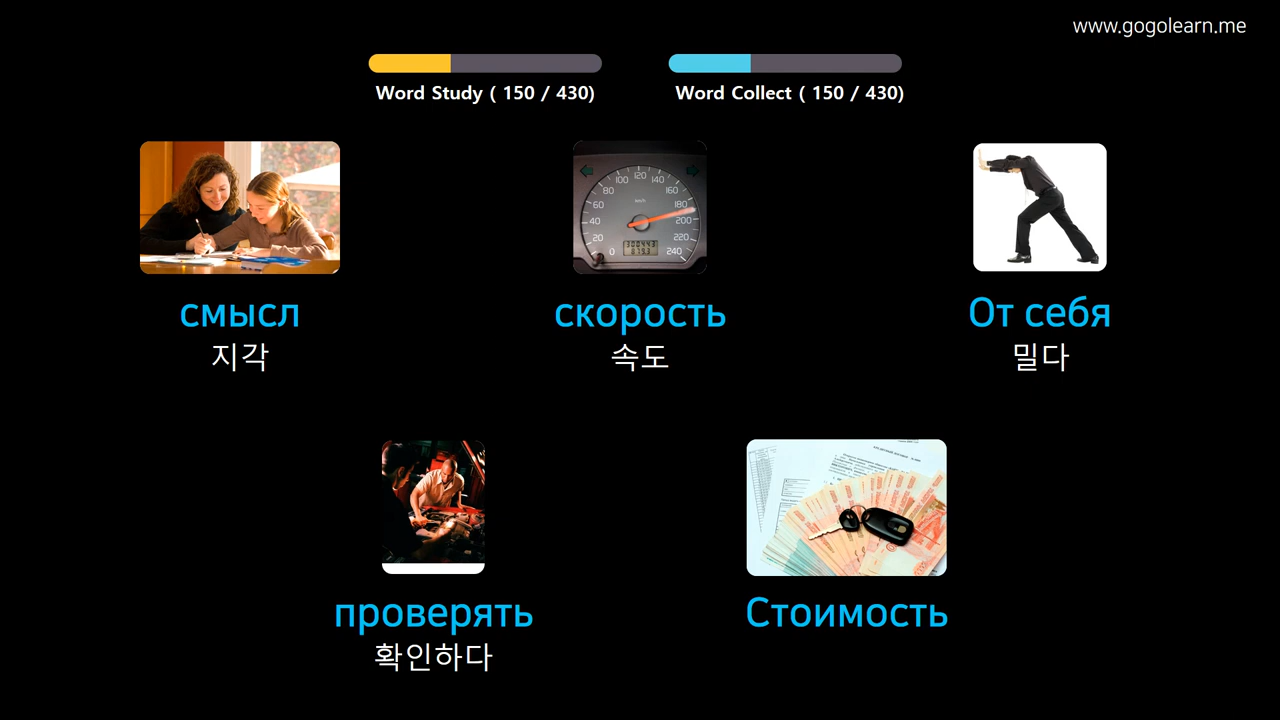 www.gogolearn.me
Word Study ( 150 / 430)
Word Collect ( 150 / 430)
смысл
지각
скорость
속도
От себя
밀다
проверять
확인하다
Стоимость